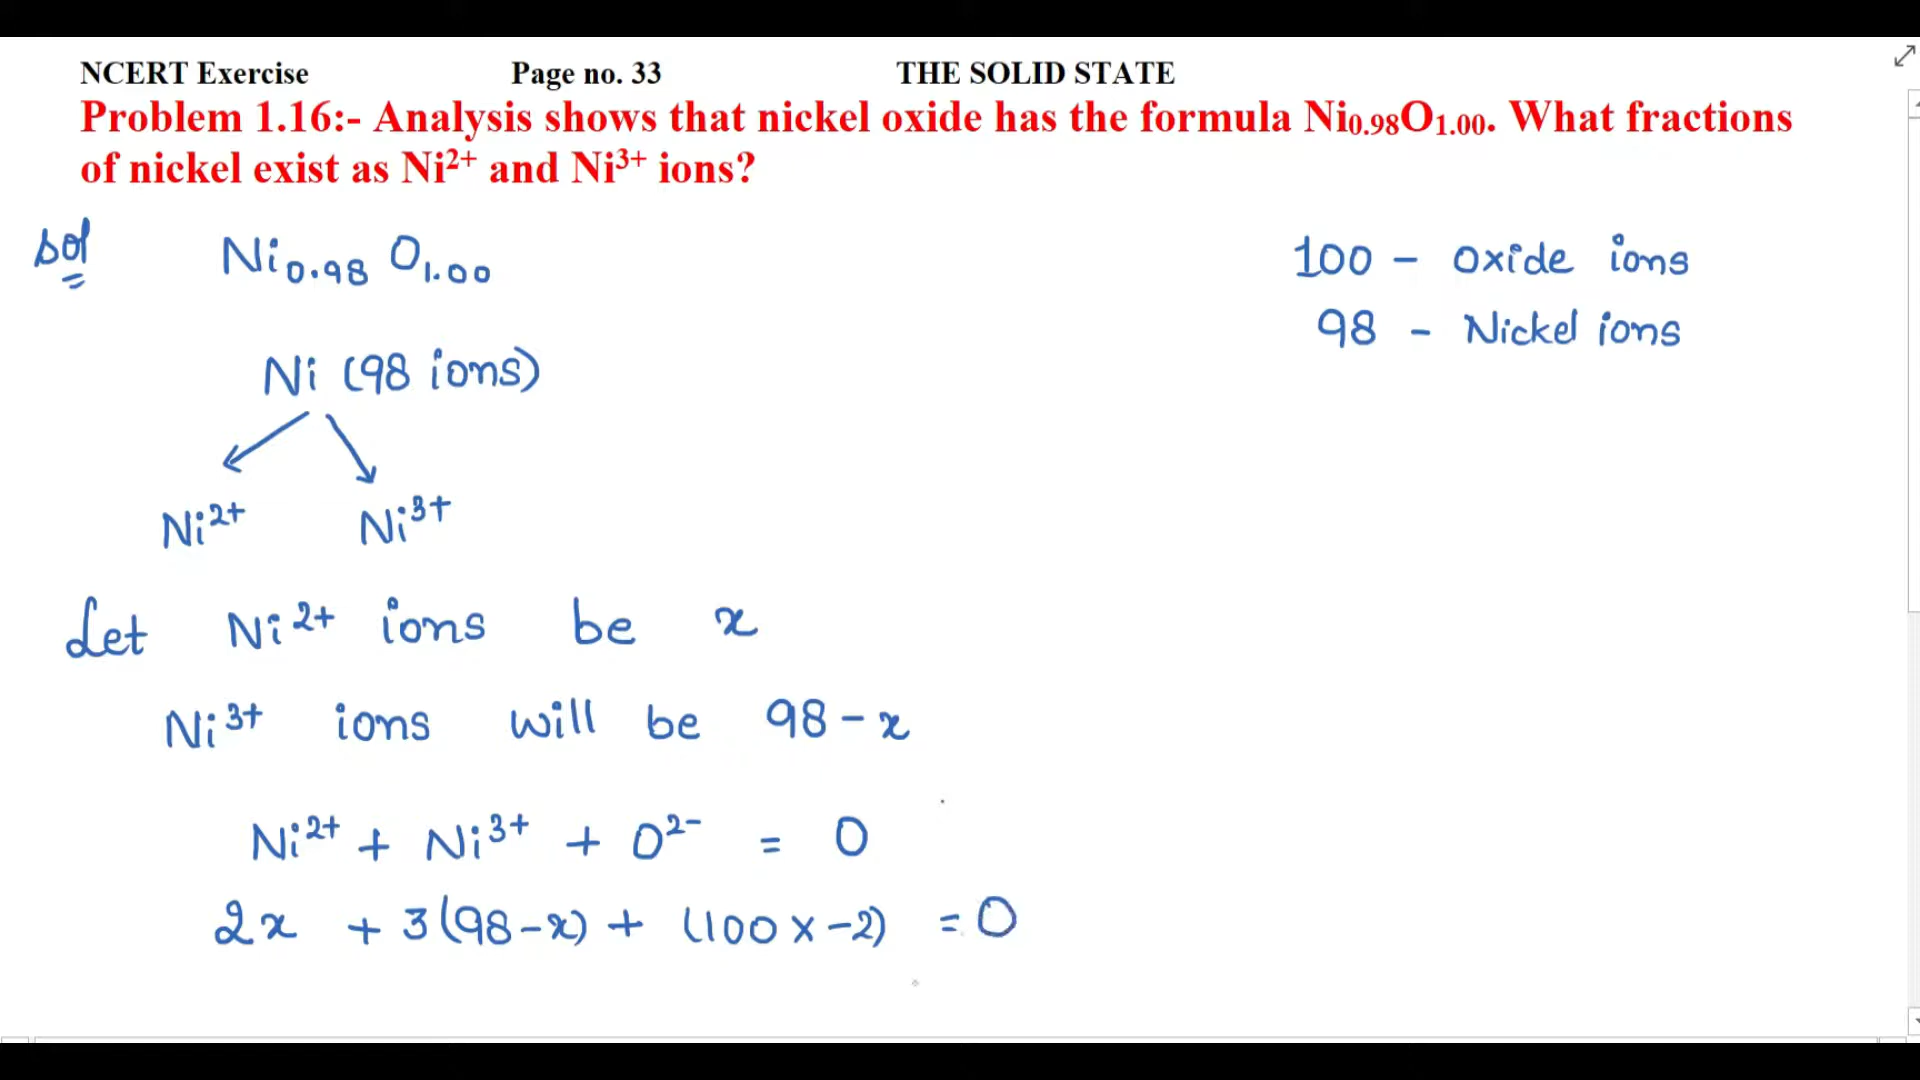 NCERT Exercise Page no. 33 THE SOLID STATE
Problem 1.16:- Analysis shows that nickel oxide has the formula Ni₀.₉₈O₁.₀₀. What fractions
of nickel exist as Ni²⁺ and Ni³⁺ ions?
Sol Ni₀.₉₈ O₁.₀₀
100 - oxide ions
98 - Nickel ions
Ni (98 ions)
Ni²⁺ Ni³⁺
Let Ni²⁺ ions be x
Ni³⁺ ions will be 98 - x
Ni²⁺ + Ni³⁺ + O²⁻ = 0
2x + 3(98-x) + (100 x -2) = 0